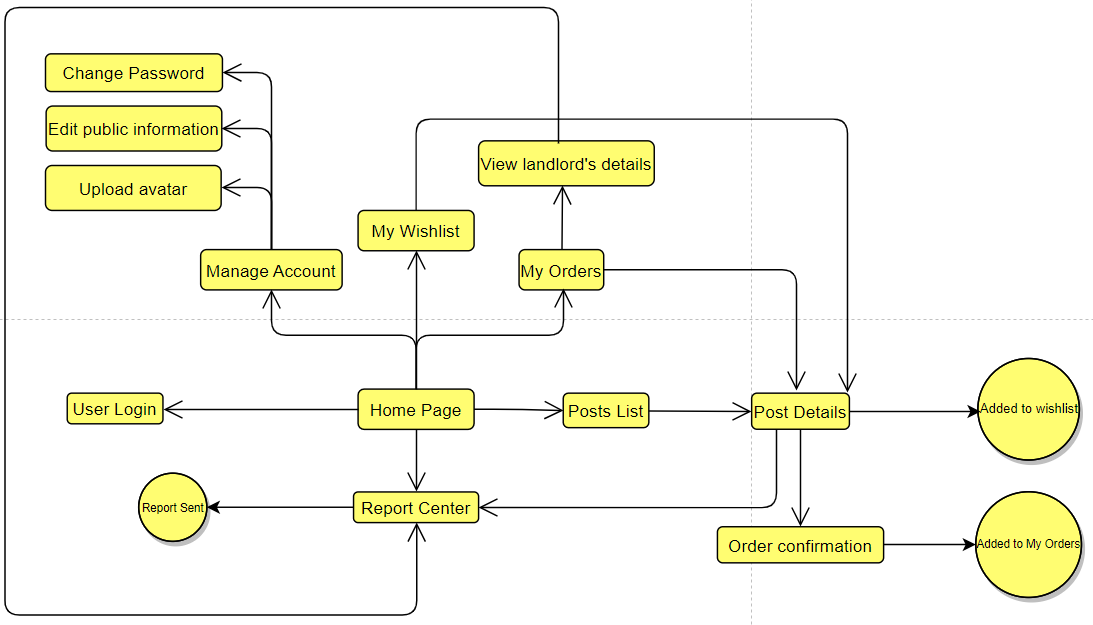 Change Password
Edit public information
View landlord's details
Upload avatar
My Wishlist
Manage Account
My Orders
User Login
Home Page
Posts List
Post Details
Added to wishlist
Report Sent
Report Center
Order confirmation
Added to My Orders